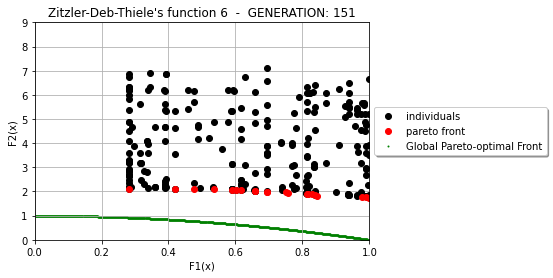 Zitzler-Deb-Thiele's function 6 - GENERATION: 151
9
8
7
6
5
4
3
2
1
0
F2(x)
0.0 0.2 0.4 0.6 0.8 1.0
F1(x)
individuals
pareto front
Global Pareto-optimal Front